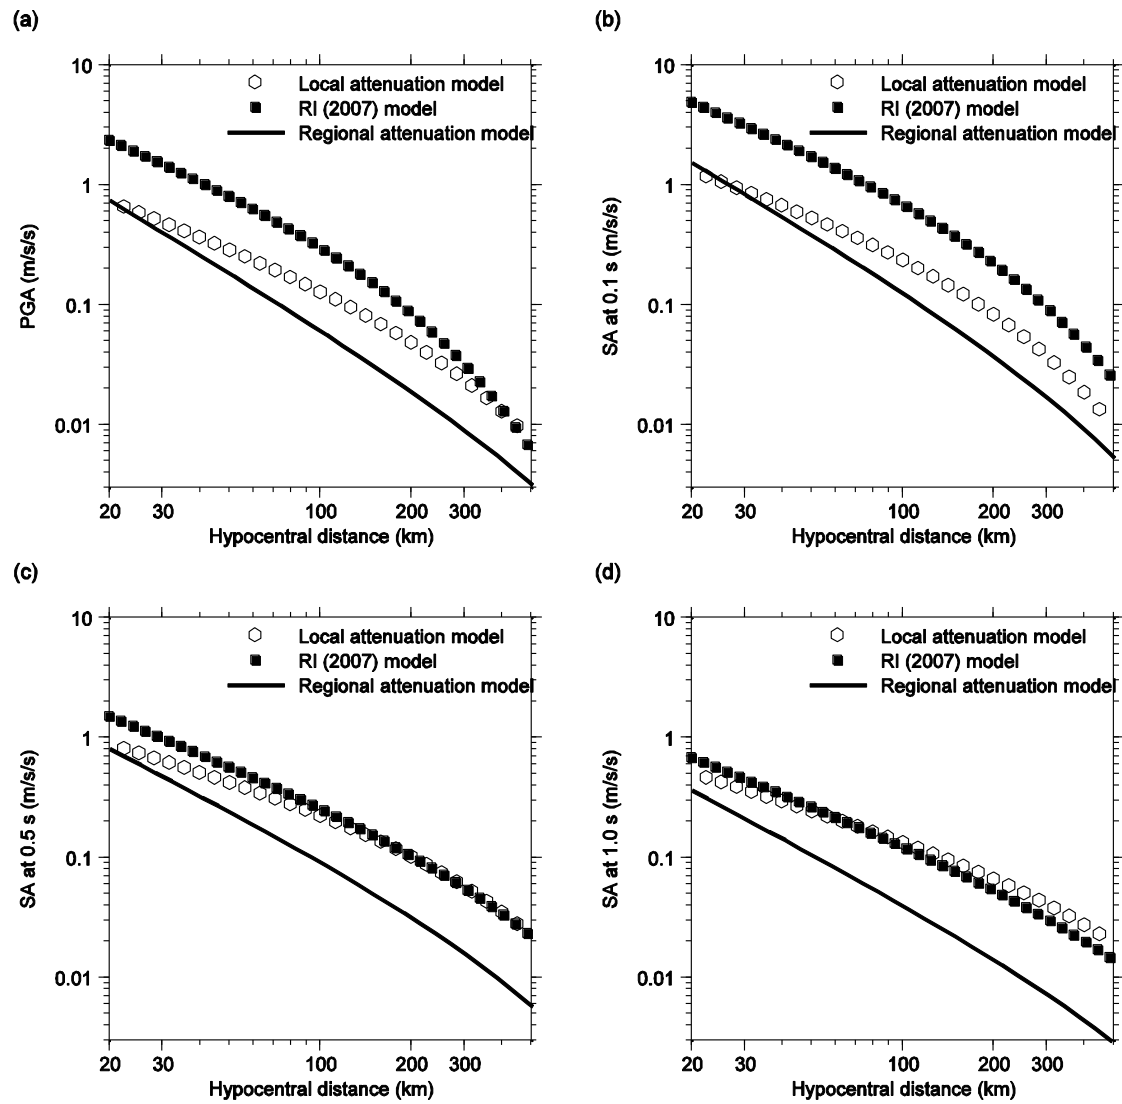 (a)
10
1
0.1
0.01
PGA (m/s/s)
Local attenuation model
RI (2007) model
Regional attenuation model
20 30 100 200 300
Hypocentral distance (km)
(b)
10
1
0.1
0.01
SA at 0.1 s (m/s/s)
Local attenuation model
RI (2007) model
Regional attenuation model
20 30 100 200 300
Hypocentral distance (km)
(c)
10
1
0.1
0.01
SA at 0.5 s (m/s/s)
Local attenuation model
RI (2007) model
Regional attenuation model
20 30 100 200 300
Hypocentral distance (km)
(d)
10
1
0.1
0.01
SA at 1.0 s (m/s/s)
Local attenuation model
RI (2007) model
Regional attenuation model
20 30 100 200 300
Hypocentral distance (km)